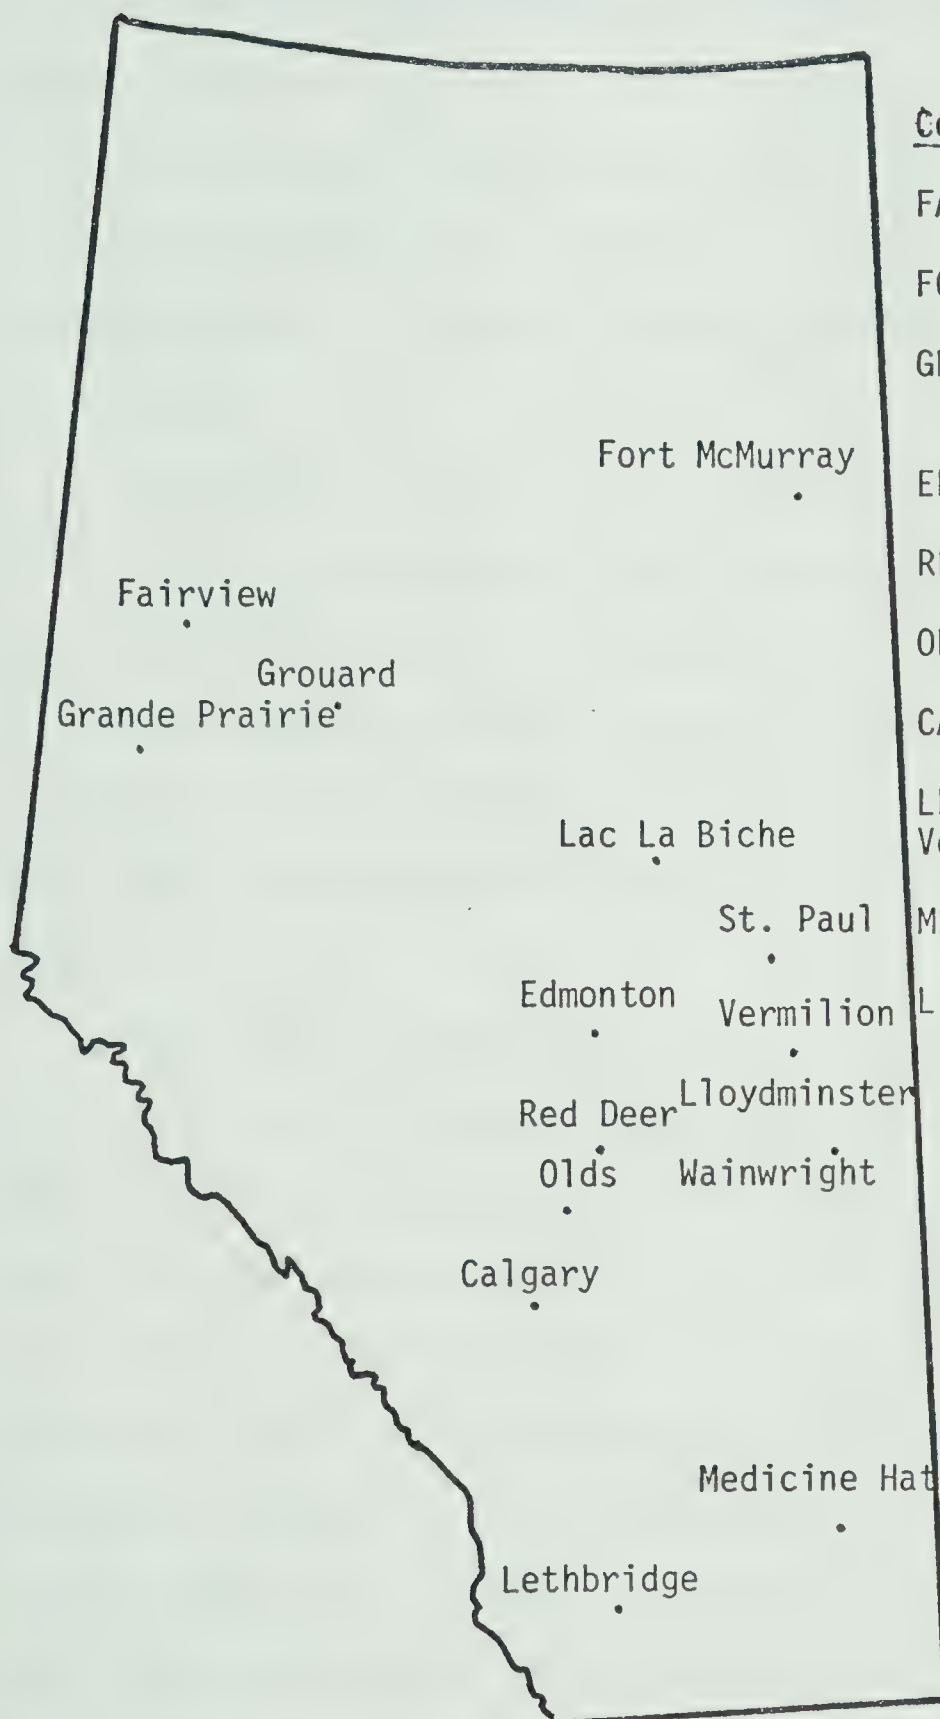 Fort McMurray
Fairview
Grouard
Grande Prairie
Lac La Biche
St. Paul
Edmonton
Vermilion
Lloydminster
Red Deer
Olds
Wainwright
Calgary
Medicine Hat
Lethbridge